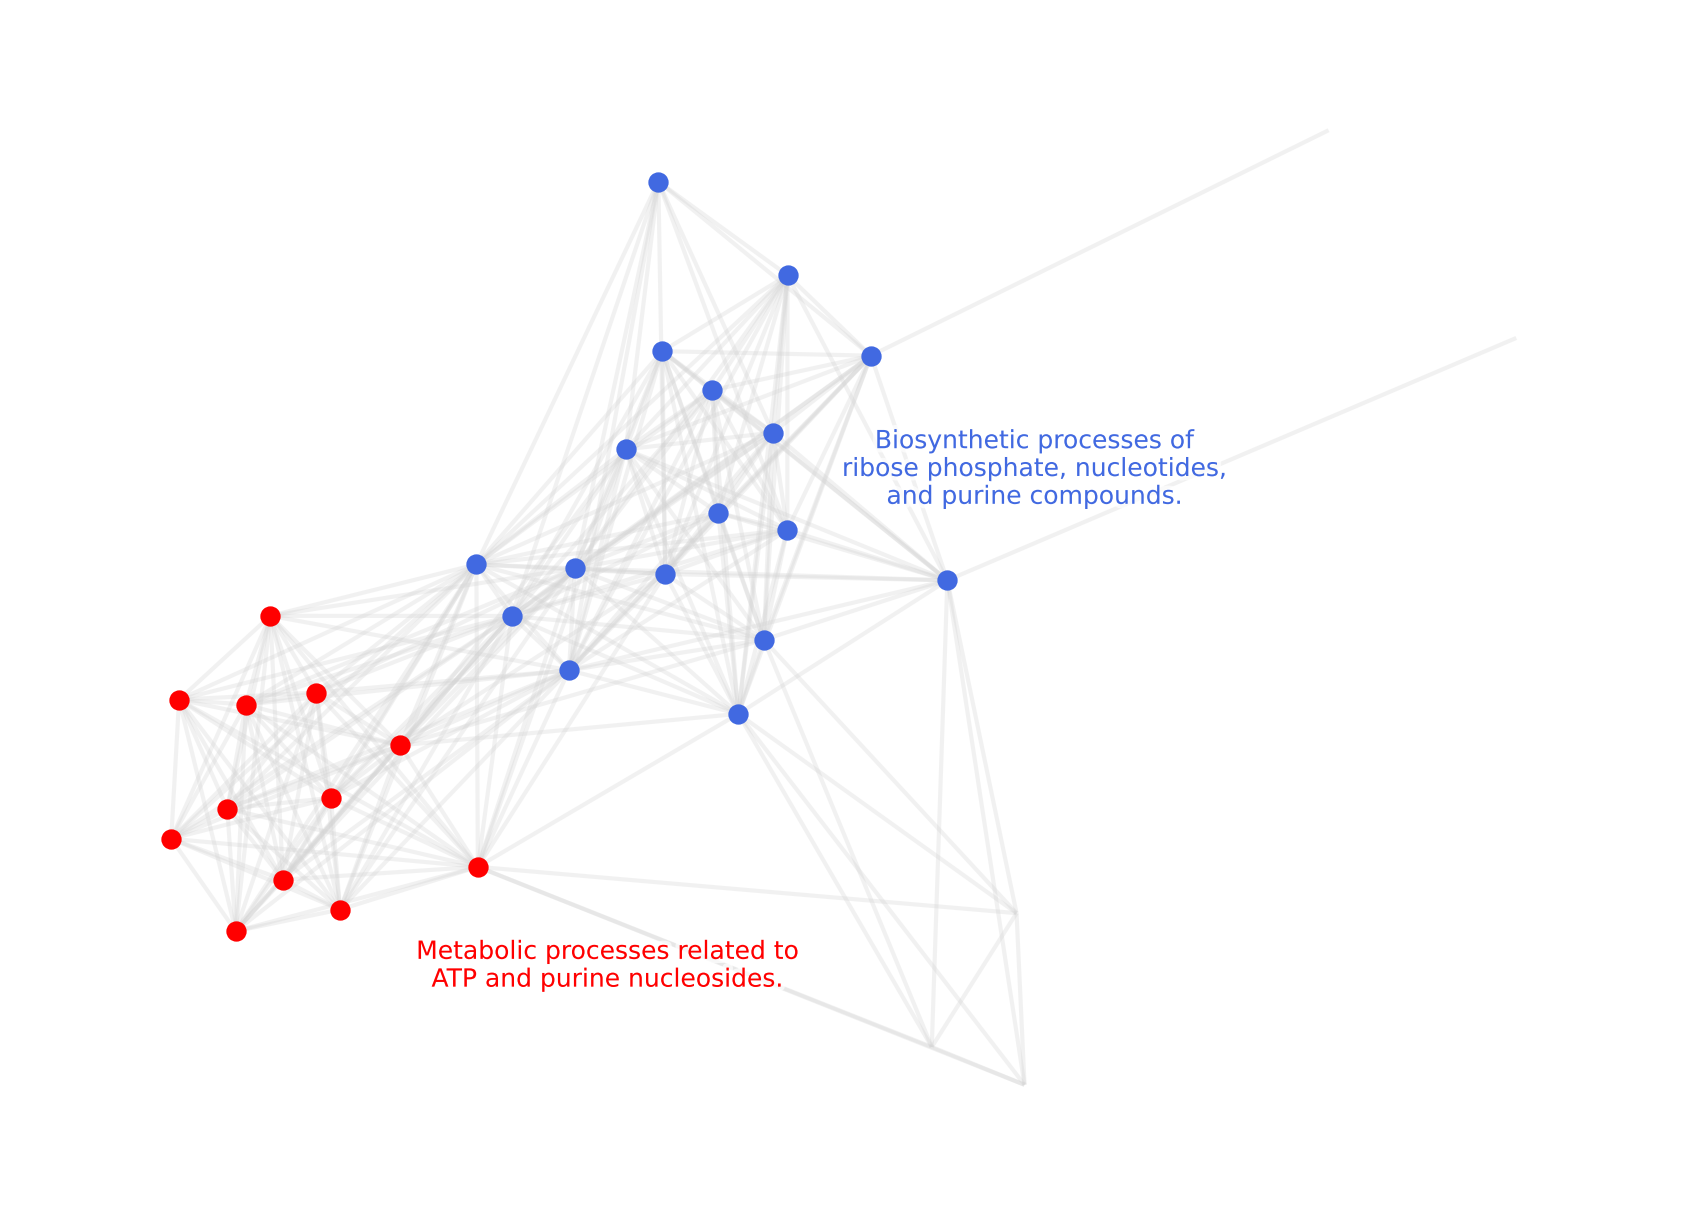 Biosynthetic processes of
ribose phosphate, nucleotides,
and purine compounds.
Metabolic processes related to
ATP and purine nucleosides.